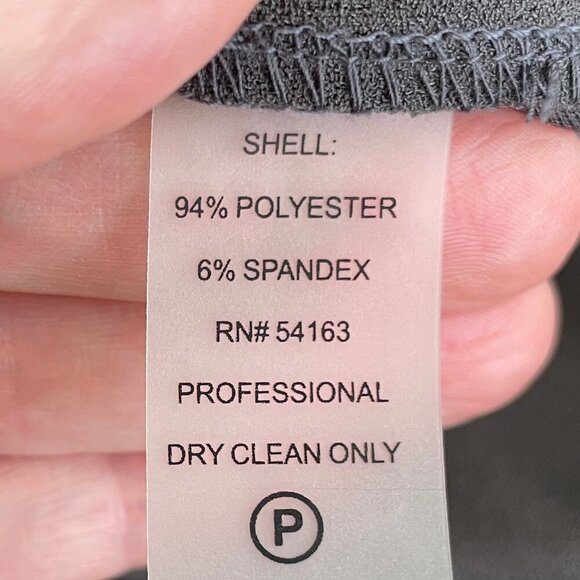 SHELL:
94% POLYESTER
6% SPANDEX
RN# 54163
PROFESSIONAL
DRY CLEAN ONLY
P